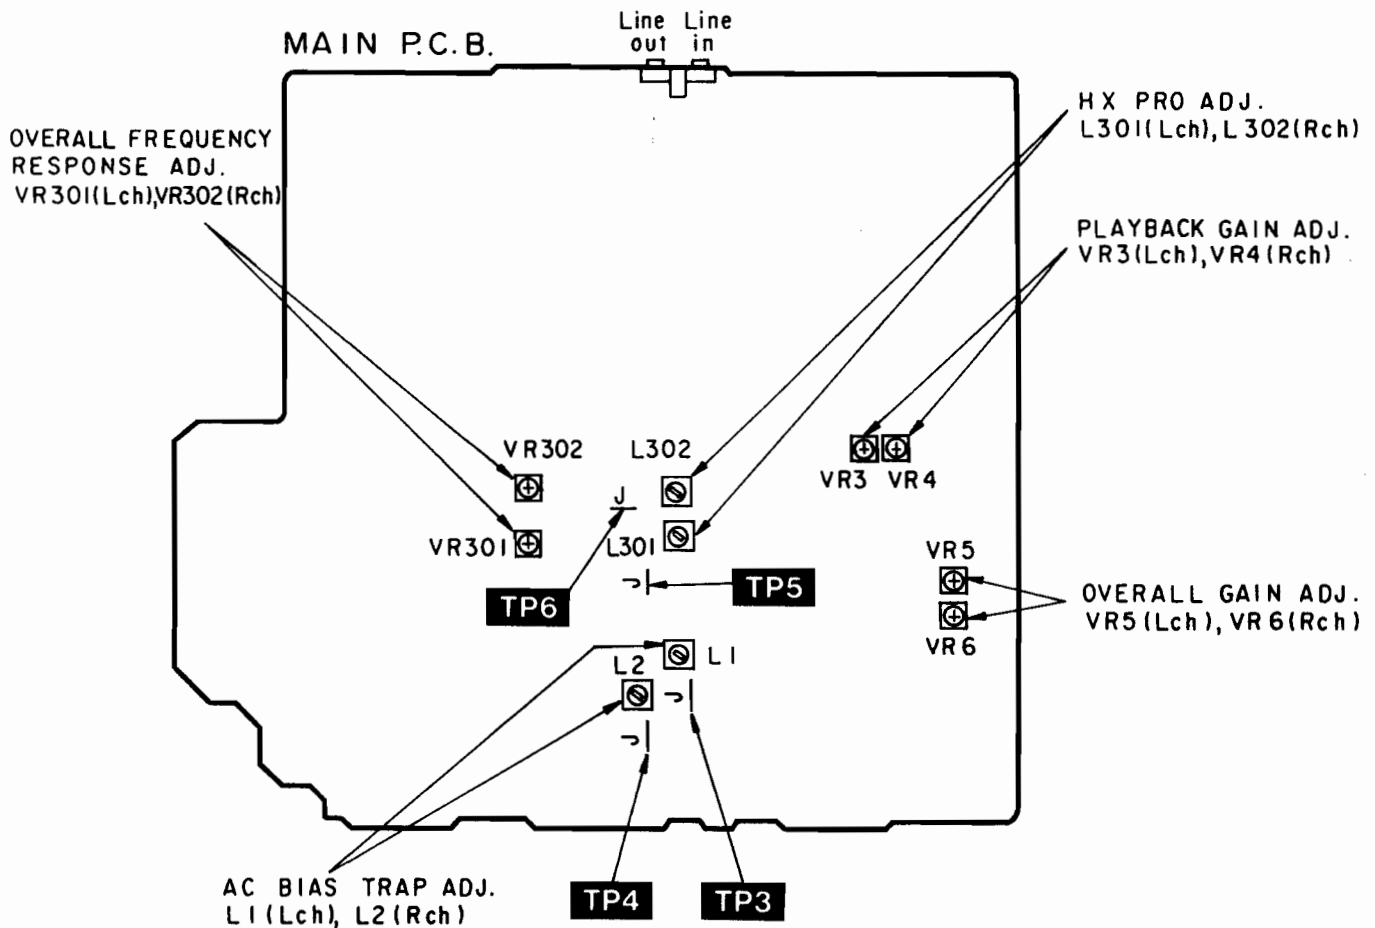 Line Line
out in
MAIN P.C.B.
HX PRO ADJ.
L301(Lch), L302(Rch)
OVERALL FREQUENCY
RESPONSE ADJ.
VR301(Lch),VR302(Rch)
PLAYBACK GAIN ADJ.
VR3(Lch),VR4(Rch)
VR302
L302
VR3 VR4
J
VR301
L301
VR5
J
TP5
TP6
OVERALL GAIN ADJ.
VR5(Lch), VR6(Rch)
VR6
L2
L1
J
J
AC BIAS TRAP ADJ.
L1(Lch), L2(Rch)
TP4
TP3